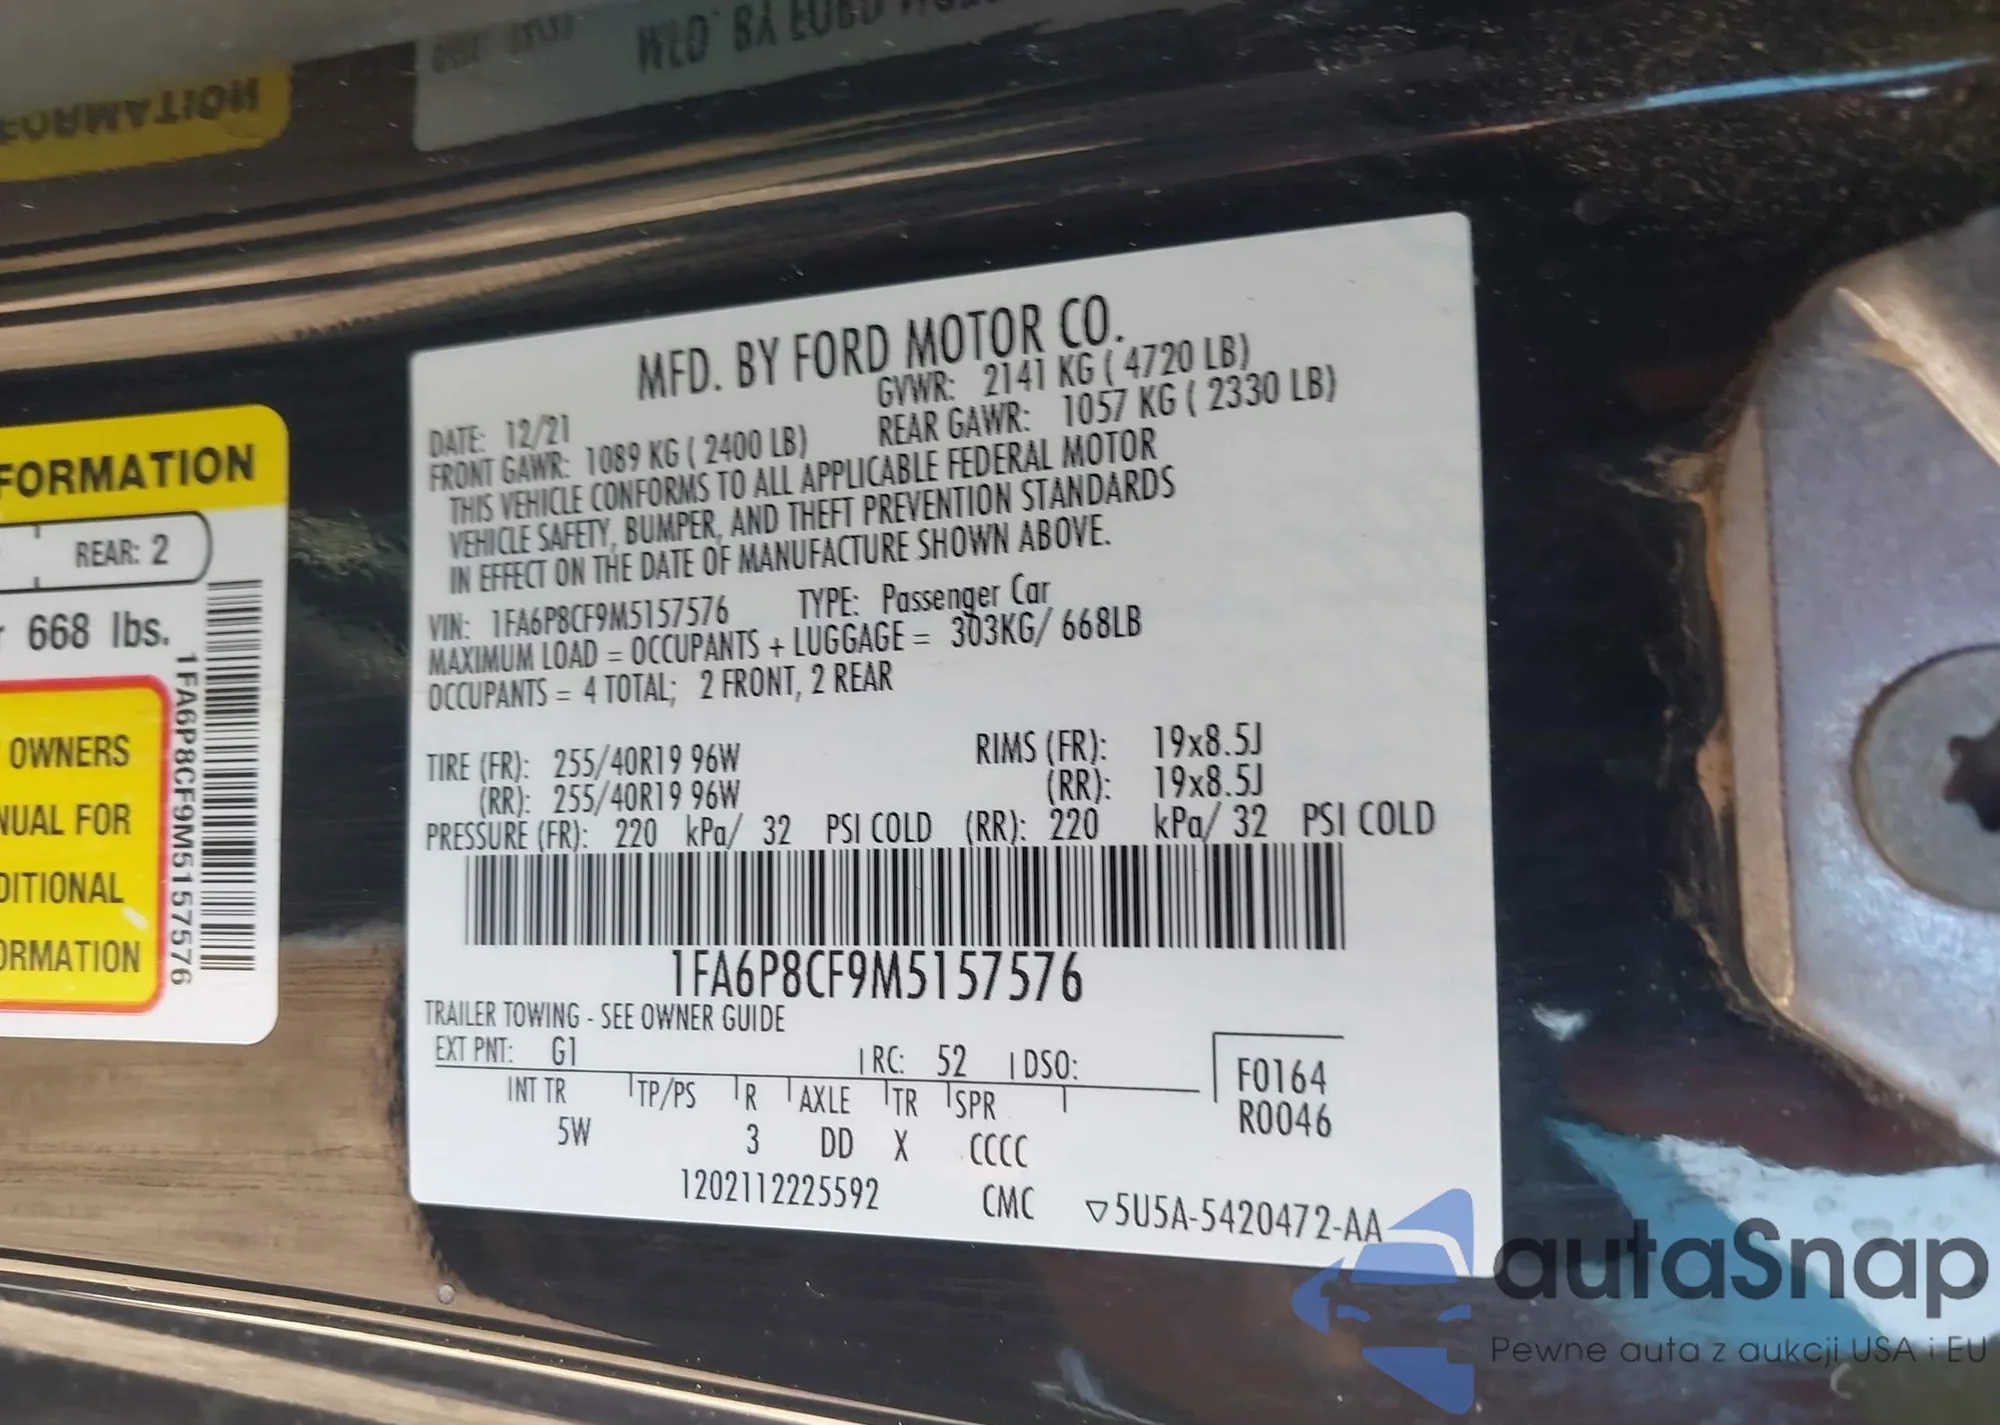 FORMATION
REAR: 2
668 lbs.
OWNERS
FOR
1FA6P8CF9M5157576
MFD. BY FORD MOTOR CO.
DATE: 12/21
GVWR: 2141 KG ( 4720 LB)
FRONT GAWR: 1089 KG ( 2400 LB)
REAR GAWR: 1057 KG ( 2330 LB)
THIS VEHICLE CONFORMS TO ALL APPLICABLE FEDERAL MOTOR
VEHICLE SAFETY, BUMPER, AND THEFT PREVENTION STANDARDS
IN EFFECT ON THE DATE OF MANUFACTURE SHOWN ABOVE.
VIN: 1FA6P8CF9M5157576 TYPE: Passenger Car
MAXIMUM LOAD = OCCUPANTS + LUGGAGE = 303KG/ 668LB
OCCUPANTS = 4 TOTAL; 2 FRONT, 2 REAR
TIRE (FR): 255/40R19 96W RIMS (FR): 19x8.5J
(RR): 255/40R19 96W (RR): 19x8.5J
PRESSURE (FR): 220 kPa/ 32 PSI COLD (RR): 220 kPa/ 32 PSI COLD
1FA6P8CF9M5157576
TRAILER TOWING - SEE OWNER GUIDE
EXT PNT: G1 RC: 52 DSO:
F0164
R0046
INT TR TP/PS R AXLE TR SPR
5W 3 DD X CCCC
1202112225592 CMC ▽5U5A-5420472-AA
autaSnap
Pewne auta z aukcji USA i EU